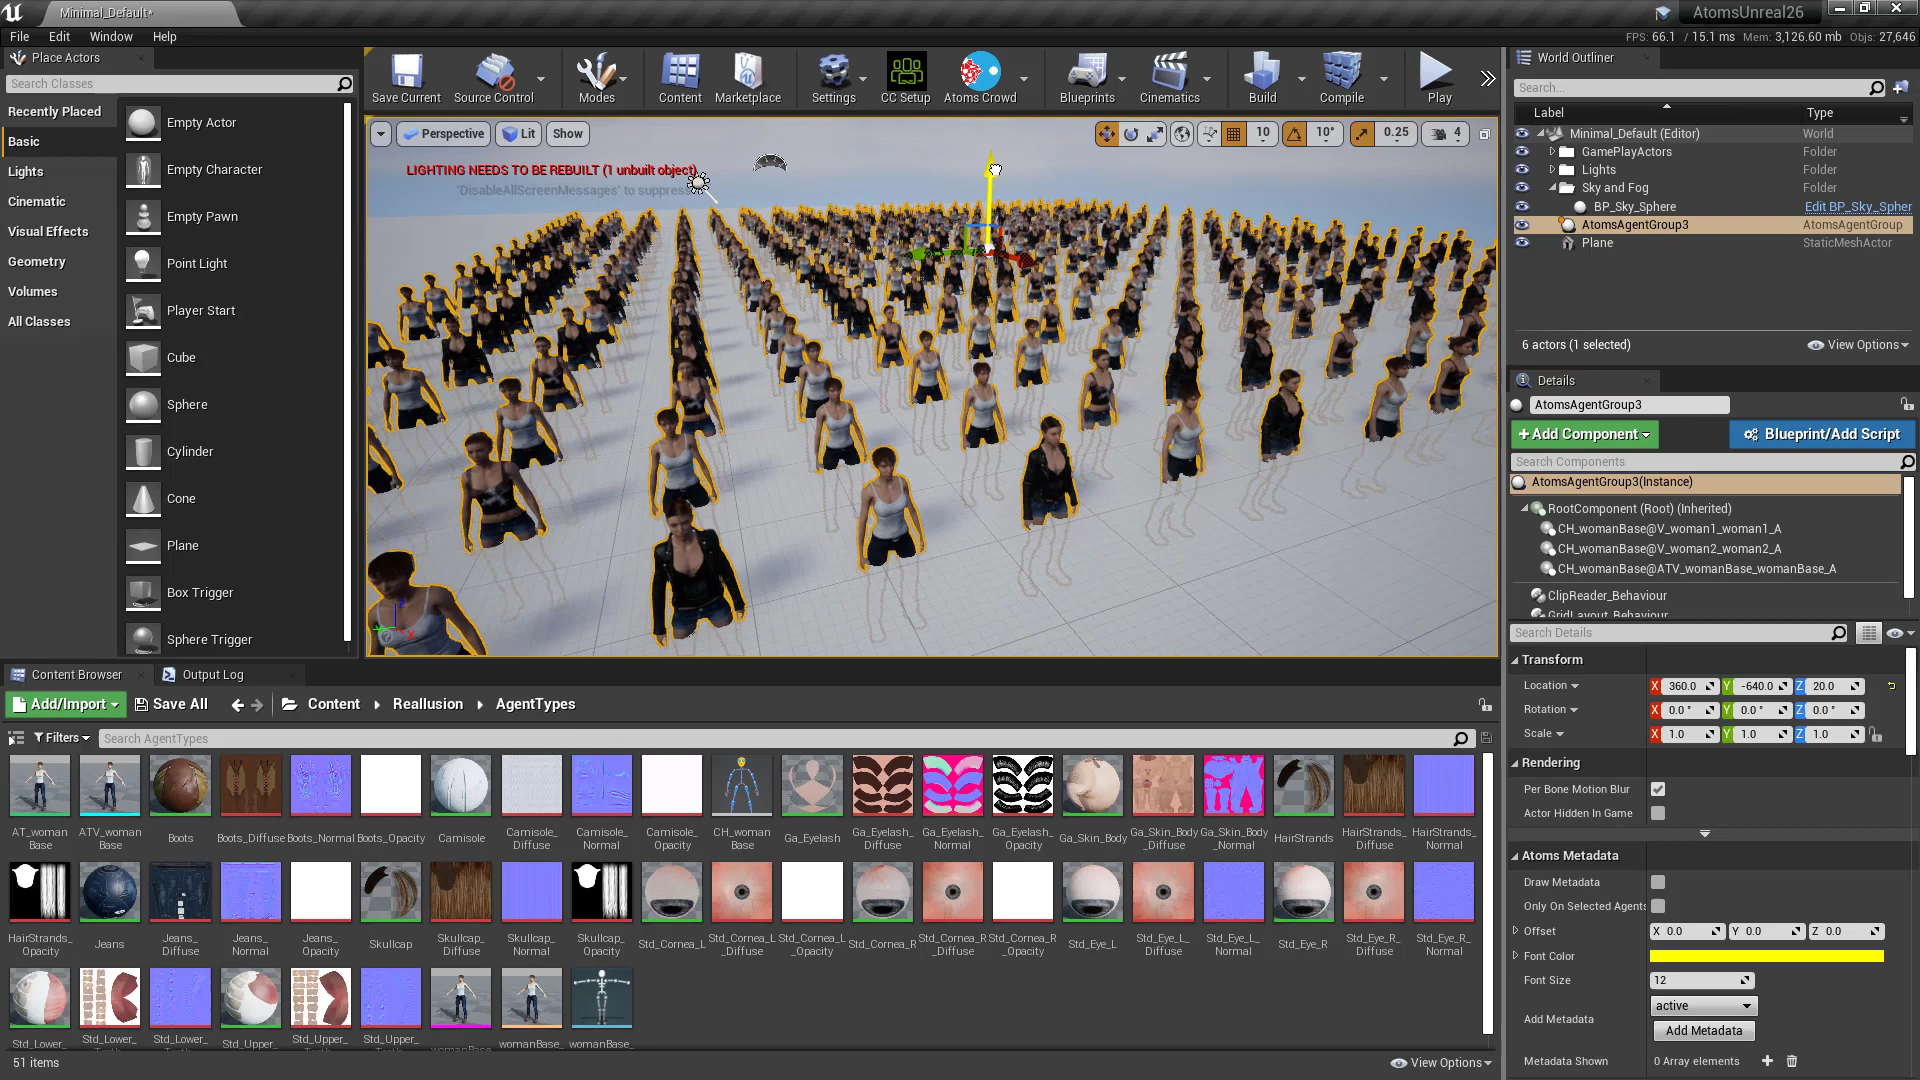 Minimal_Default*
AtomsUnreal26
File
Edit
Window
Help
FPS: 66.1 / 15.1 ms Mem: 3,126.60 mb Objs: 27,646
Place Actors
Search Classes
Recently Placed
Basic
Lights
Cinematic
Visual Effects
Geometry
Volumes
All Classes
Empty Actor
Empty Character
Empty Pawn
Point Light
Player Start
Cube
Sphere
Cylinder
Cone
Plane
Box Trigger
Sphere Trigger
Save Current
Source Control
Modes
Content
Marketplace
Settings
CC Setup
Atoms Crowd
Blueprints
Cinematics
Build
Compile
Play
Perspective
Lit
Show
10
10°
0.25
4
LIGHTING NEEDS TO BE REBUILT (1 unbuilt object)
'DisableAllScreenMessages' to suppress
World Outliner
Search...
Label
Type
Minimal_Default (Editor)
World
GamePlayActors
Folder
Lights
Folder
Sky and Fog
Folder
BP_Sky_Sphere
Edit BP_Sky_Spher
AtomsAgentGroup3
AtomsAgentGroup
Plane
StaticMeshActor
6 actors (1 selected)
View Options
Details
AtomsAgentGroup3
+Add Component
Blueprint/Add Script
Search Components
AtomsAgentGroup3(Instance)
RootComponent (Root) (Inherited)
CH_womanBase@V_woman1_woman1_A
CH_womanBase@V_woman2_woman2_A
CH_womanBase@ATV_womanBase_womanBase_A
ClipReader_Behaviour
GridLayout_Behaviour
Search Details
Transform
Location
X 360.0 Y -640.0 Z 20.0
Rotation
X 0.0° Y 0.0° Z 0.0°
Scale
X 1.0 Y 1.0 Z 1.0
Rendering
Per Bone Motion Blur
Actor Hidden In Game
Atoms Metadata
Draw Metadata
Only On Selected Agents
Offset
X 0.0 Y 0.0 Z 0.0
Font Color
Font Size
12
Add Metadata
active
Add Metadata
Metadata Shown
0 Array elements
Content Browser
Output Log
Add/Import
Save All
Content
Reallusion
AgentTypes
Filters
Search AgentTypes
AT_woman
Base
ATV_woman
Base
Boots
Boots_Diffuse
Boots_Normal
Boots_Opacity
Camisole
Camisole_
Diffuse
Camisole_
Normal
Camisole_
Opacity
CH_woman
Base
Ga_Eyelash
Ga_Eyelash_
Diffuse
Ga_Eyelash_
Normal
Ga_Eyelash_
Opacity
Ga_Skin_Body
Ga_Skin_Body_
Diffuse
Ga_Skin_Body_
Normal
HairStrands
HairStrands_
Diffuse
HairStrands_
Normal
HairStrands_
Opacity
Jeans
Jeans_
Diffuse
Jeans_
Normal
Jeans_
Opacity
Skullcap
Skullcap_
Diffuse
Skullcap_
Normal
Skullcap_
Opacity
Std_Cornea_L
Std_Cornea_L
_Diffuse
Std_Cornea_L
_Opacity
Std_Cornea_R
Std_Cornea_R
_Diffuse
Std_Cornea_R
_Opacity
Std_Eye_L
Std_Eye_L_
Diffuse
Std_Eye_L_
Normal
Std_Eye_R
Std_Eye_R_
Diffuse
Std_Eye_R_
Normal
Std_Lower_
Std_Lower_
Std_Lower_
Std_Upper_
Std_Upper_
Std_Upper_
womanBase
womanBase_
womanBase_
51 items
View Options